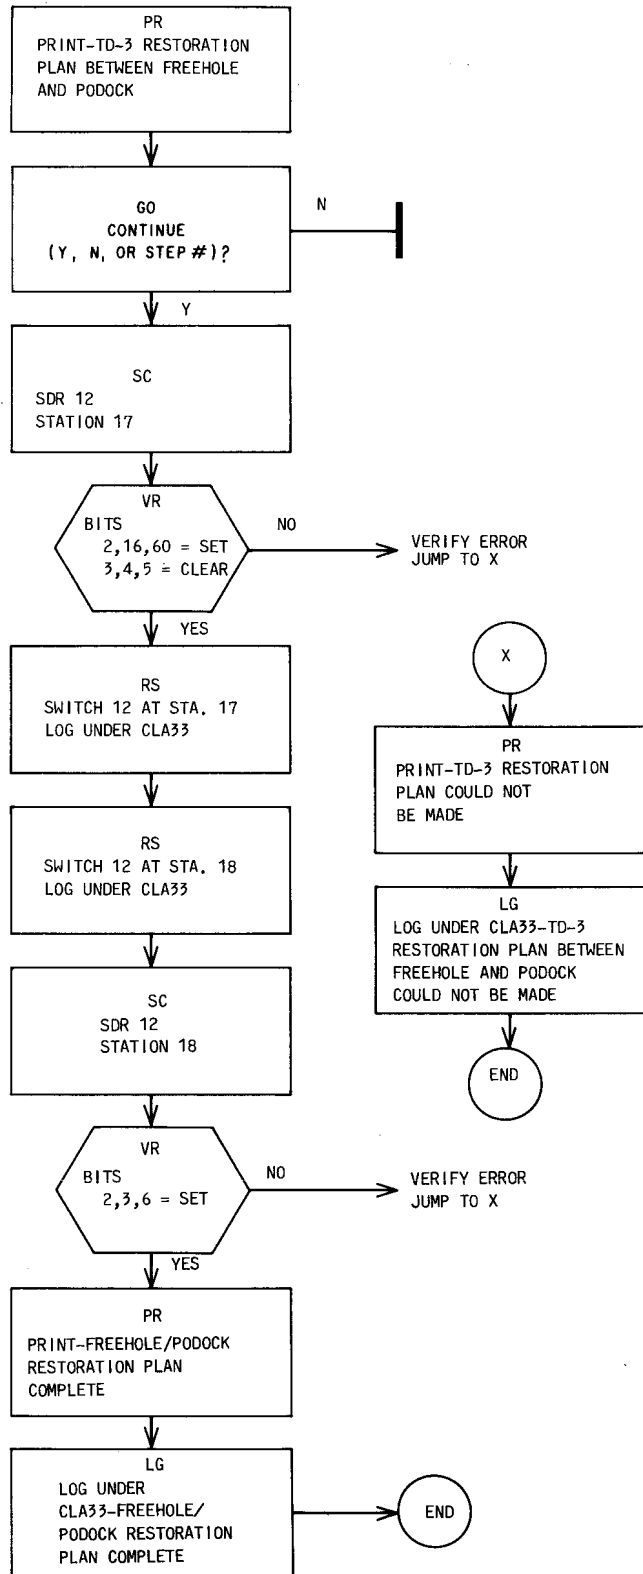 PR
PRINT-TD-3 RESTORATION
PLAN BETWEEN FREEHOLE
AND PODOCK
GO
CONTINUE
(Y, N, OR STEP #)?
N
Y
SC
SDR 12
STATION 17
VR
BITS
2,16,60 = SET
3,4,5 = CLEAR
NO
VERIFY ERROR
JUMP TO X
YES
RS
SWITCH 12 AT STA. 17
LOG UNDER CLA33
RS
SWITCH 12 AT STA. 18
LOG UNDER CLA33
SC
SDR 12
STATION 18
VR
BITS
2,3,6 = SET
NO
VERIFY ERROR
JUMP TO X
YES
PR
PRINT-FREEHOLE/PODOCK
RESTORATION PLAN
COMPLETE
LG
LOG UNDER
CLA33-FREEHOLE/
PODOCK RESTORATION
PLAN COMPLETE
END
X
PR
PRINT-TD-3 RESTORATION
PLAN COULD NOT
BE MADE
LG
LOG UNDER CLA33-TD-3
RESTORATION PLAN BETWEEN
FREEHOLE AND PODOCK
COULD NOT BE MADE
END